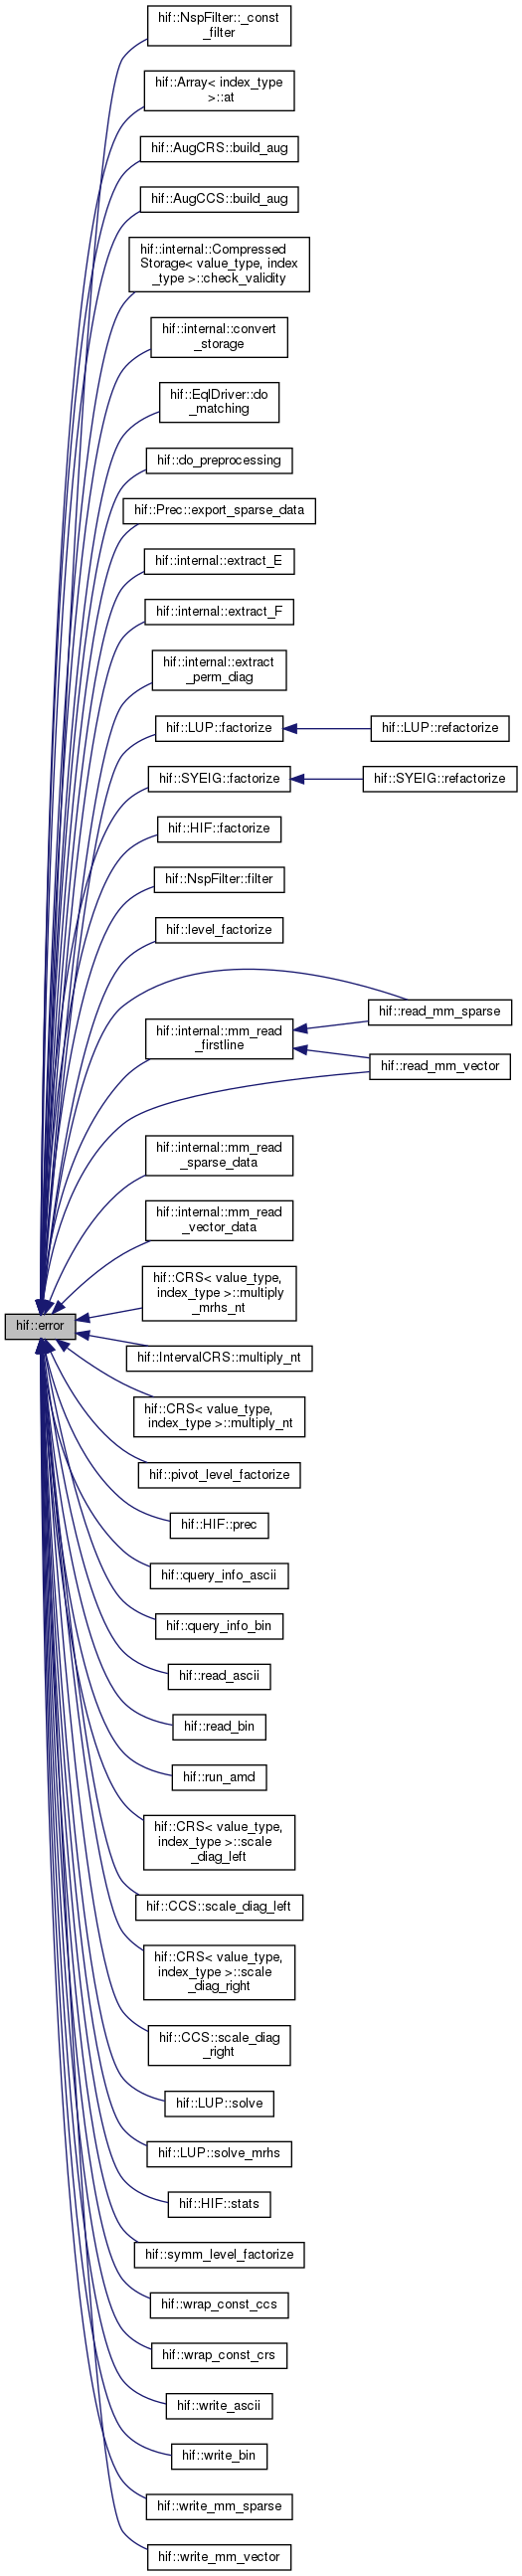 hif::NspFilter::_const
_filter
hif::Array< index_type
>::at
hif::AugCRS::build_aug
hif::AugCCS::build_aug
hif::internal::Compressed
Storage< value_type, index
_type >::check_validity
hif::internal::convert
_storage
hif::EqlDriver::do
_matching
hif::do_preprocessing
hif::Prec::export_sparse_data
hif::internal::extract_E
hif::internal::extract_F
hif::internal::extract
_perm_diag
hif::LUP::factorize
hif::LUP::refactorize
hif::SYEIG::factorize
hif::SYEIG::refactorize
hif::HIF::factorize
hif::NspFilter::filter
hif::level_factorize
hif::read_mm_sparse
hif::internal::mm_read
_firstline
hif::read_mm_vector
hif::internal::mm_read
_sparse_data
hif::internal::mm_read
_vector_data
hif::CRS< value_type,
index_type >::multiply
_mrhs_nt
hif::error
hif::IntervalCRS::multiply_nt
hif::CRS< value_type,
index_type >::multiply_nt
hif::pivot_level_factorize
hif::HIF::prec
hif::query_info_ascii
hif::query_info_bin
hif::read_ascii
hif::read_bin
hif::run_amd
hif::CRS< value_type,
index_type >::scale
_diag_left
hif::CCS::scale_diag_left
hif::CRS< value_type,
index_type >::scale
_diag_right
hif::CCS::scale_diag
_right
hif::LUP::solve
hif::LUP::solve_mrhs
hif::HIF::stats
hif::symm_level_factorize
hif::wrap_const_ccs
hif::wrap_const_crs
hif::write_ascii
hif::write_bin
hif::write_mm_sparse
hif::write_mm_vector